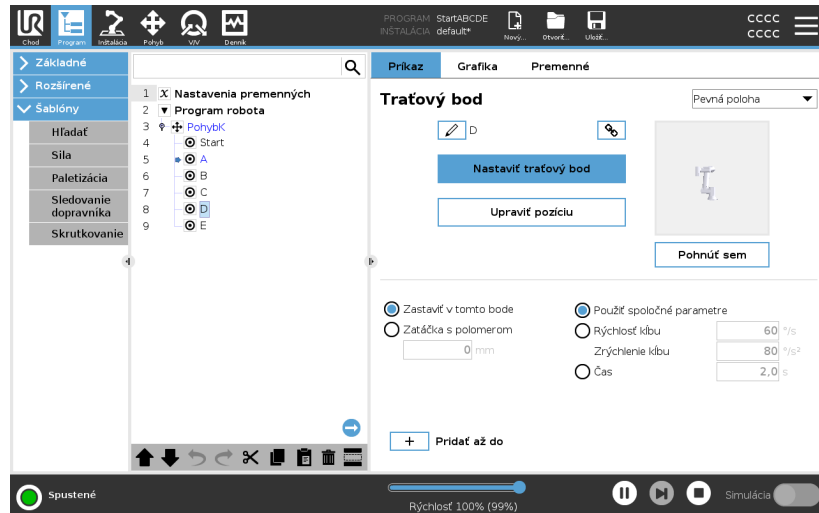 PROGRAM StartABCDE
INŠTALÁCIA default*
Chod Program Inštalácia Pohyb V/V Denník
Nový... Otvoriť... Uložiť...
CCCC
CCCC
Základné
Rozšírené
Šablóny
Hľadať
Sila
Paletizácia
Sledovanie
dopravníka
Skrutkovanie
1 X Nastavenia premenných
2 Program robota
3 PohybK
4 Start
5 A
6 B
7 C
8 D
9 E
Príkaz Grafika Premenné
Traťový bod
Pevná poloha
D
Nastaviť traťový bod
Upraviť pozíciu
Pohnúť sem
Zastaviť v tomto bode
Zatáčka s polomerom
0 mm
Použiť spoločné parametre
Rýchlosť kĺbu 60 °/s
Zrýchlenie kĺbu 80 °/s²
Čas 2,0 s
+ Pridať až do
Spustené
Rýchlosť 100% (99%)
Simulácia